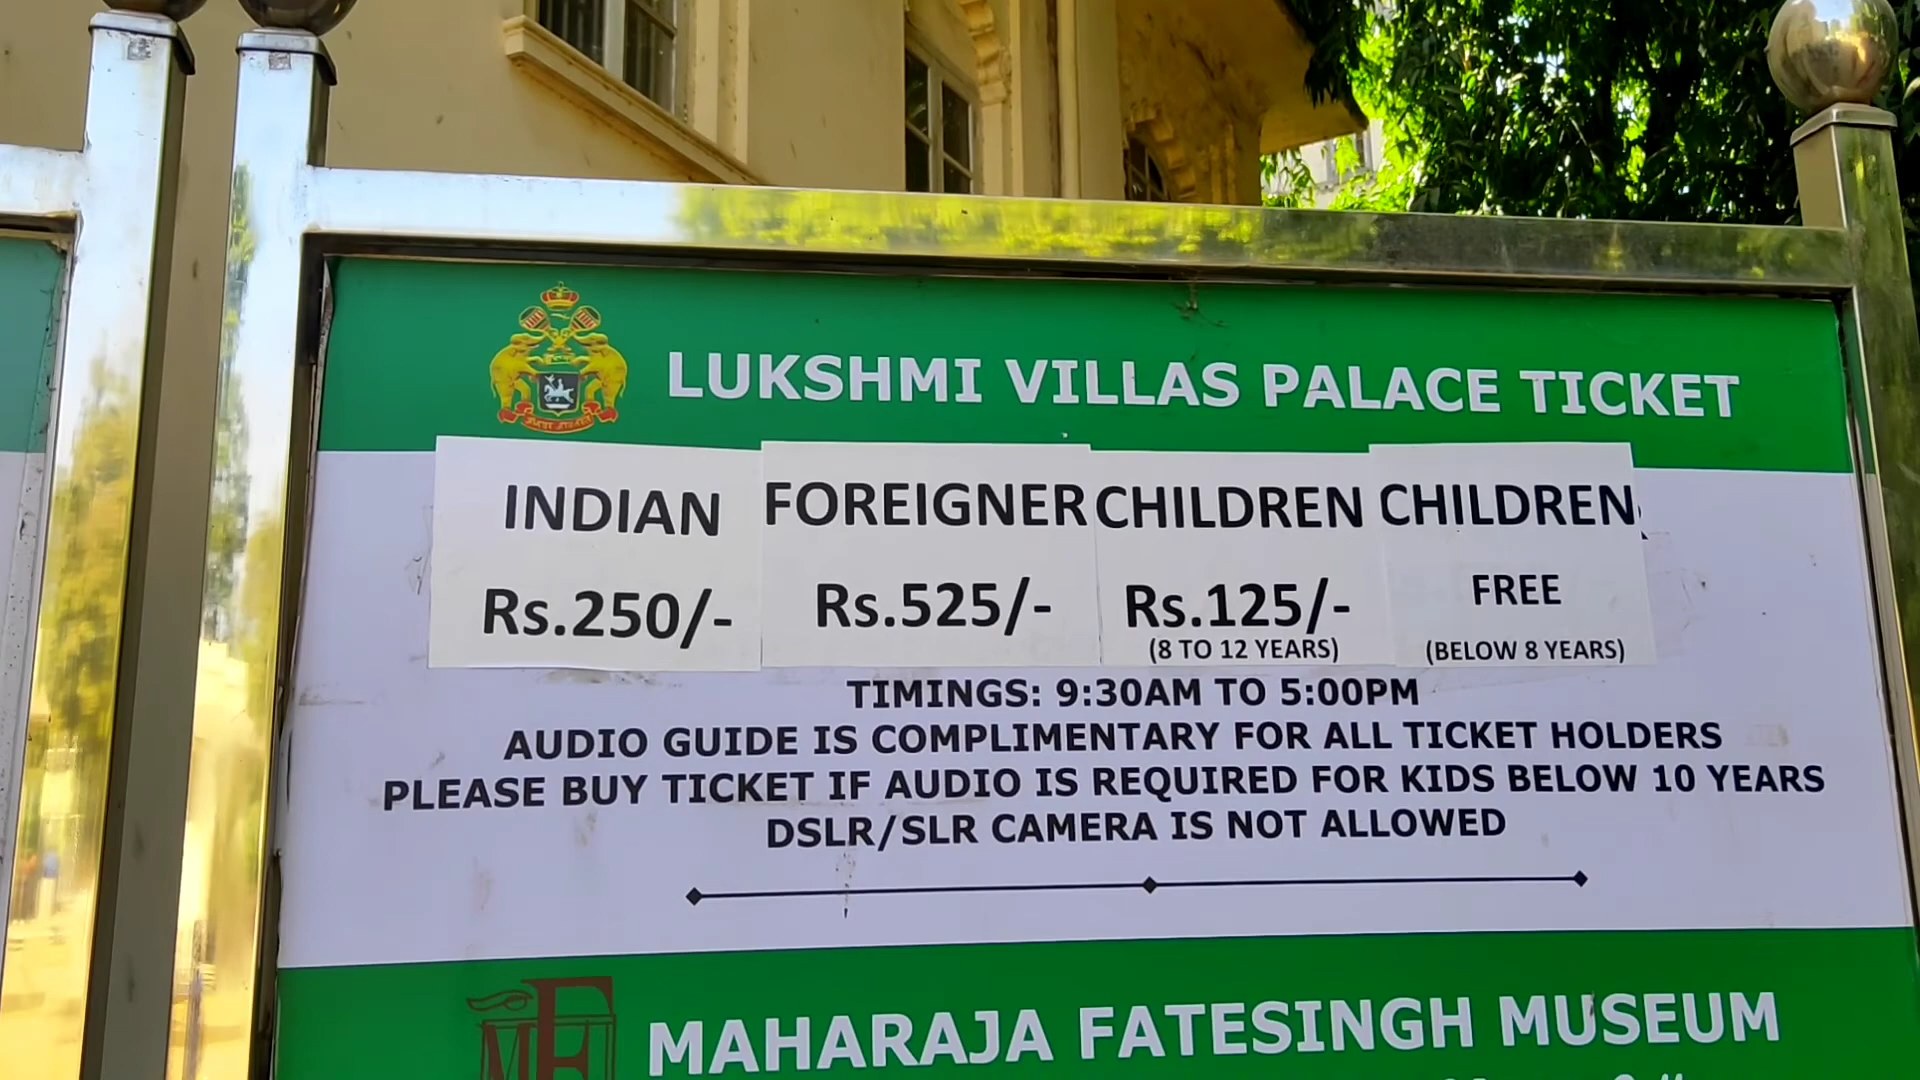 LUKSHMI VILLAS PALACE TICKET
INDIAN FOREIGNER CHILDREN CHILDREN
Rs.250/- Rs.525/- Rs.125/- FREE
(8 TO 12 YEARS) (BELOW 8 YEARS)
TIMINGS: 9:30AM TO 5:00PM
AUDIO GUIDE IS COMPLIMENTARY FOR ALL TICKET HOLDERS
PLEASE BUY TICKET IF AUDIO IS REQUIRED FOR KIDS BELOW 10 YEARS
DSLR/SLR CAMERA IS NOT ALLOWED
MAHARAJA FATESINGH MUSEUM